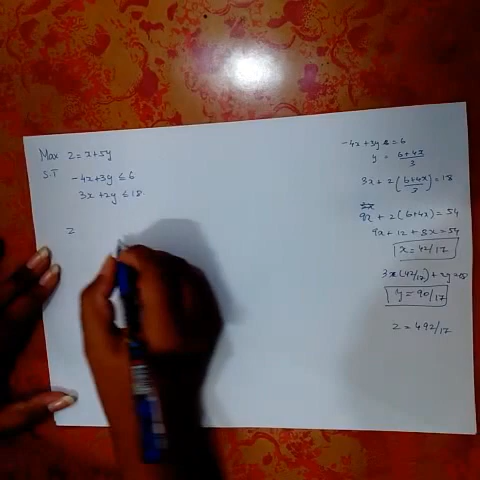 Max Z = x+5y
S.T
-4x+3y ≤ 6
3x+2y ≤ 18
Z
-4x+3y = 6
y = 6+4x/3
3x + 2(6+4x/3) = 18
9x + 2(6+4x) = 54
9x + 12 + 8x = 54
x = 42/17
3x(42/17) + 2y = 18
y = 90/17
Z = 492/17